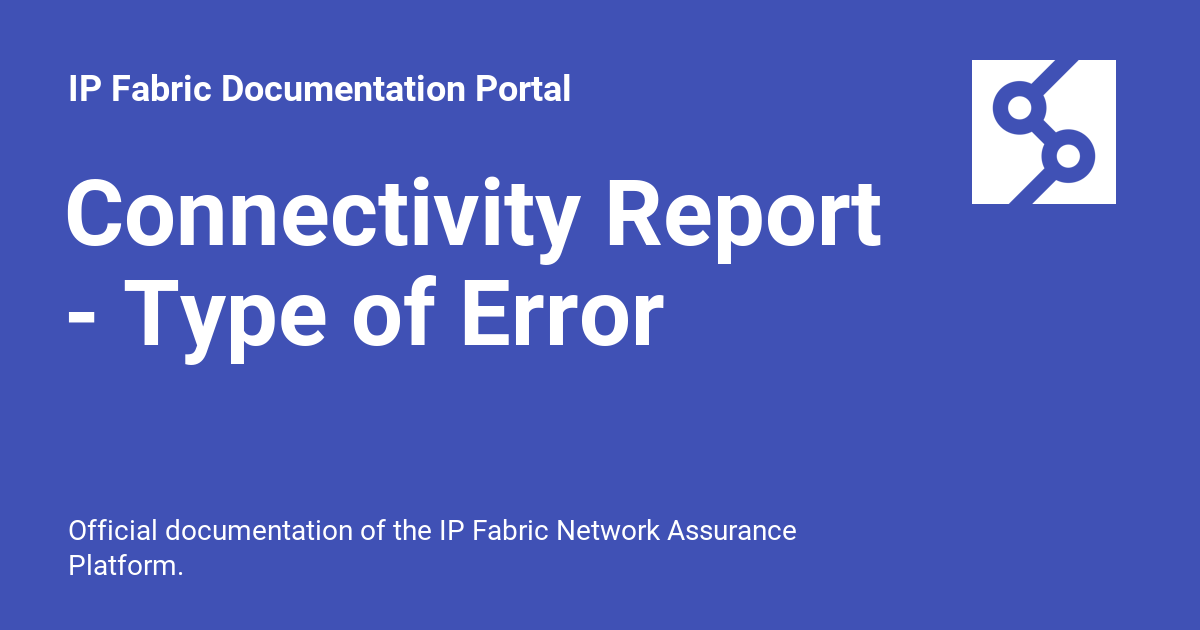 IP Fabric Documentation Portal
Connectivity Report
- Type of Error
Official documentation of the IP Fabric Network Assurance
Platform.